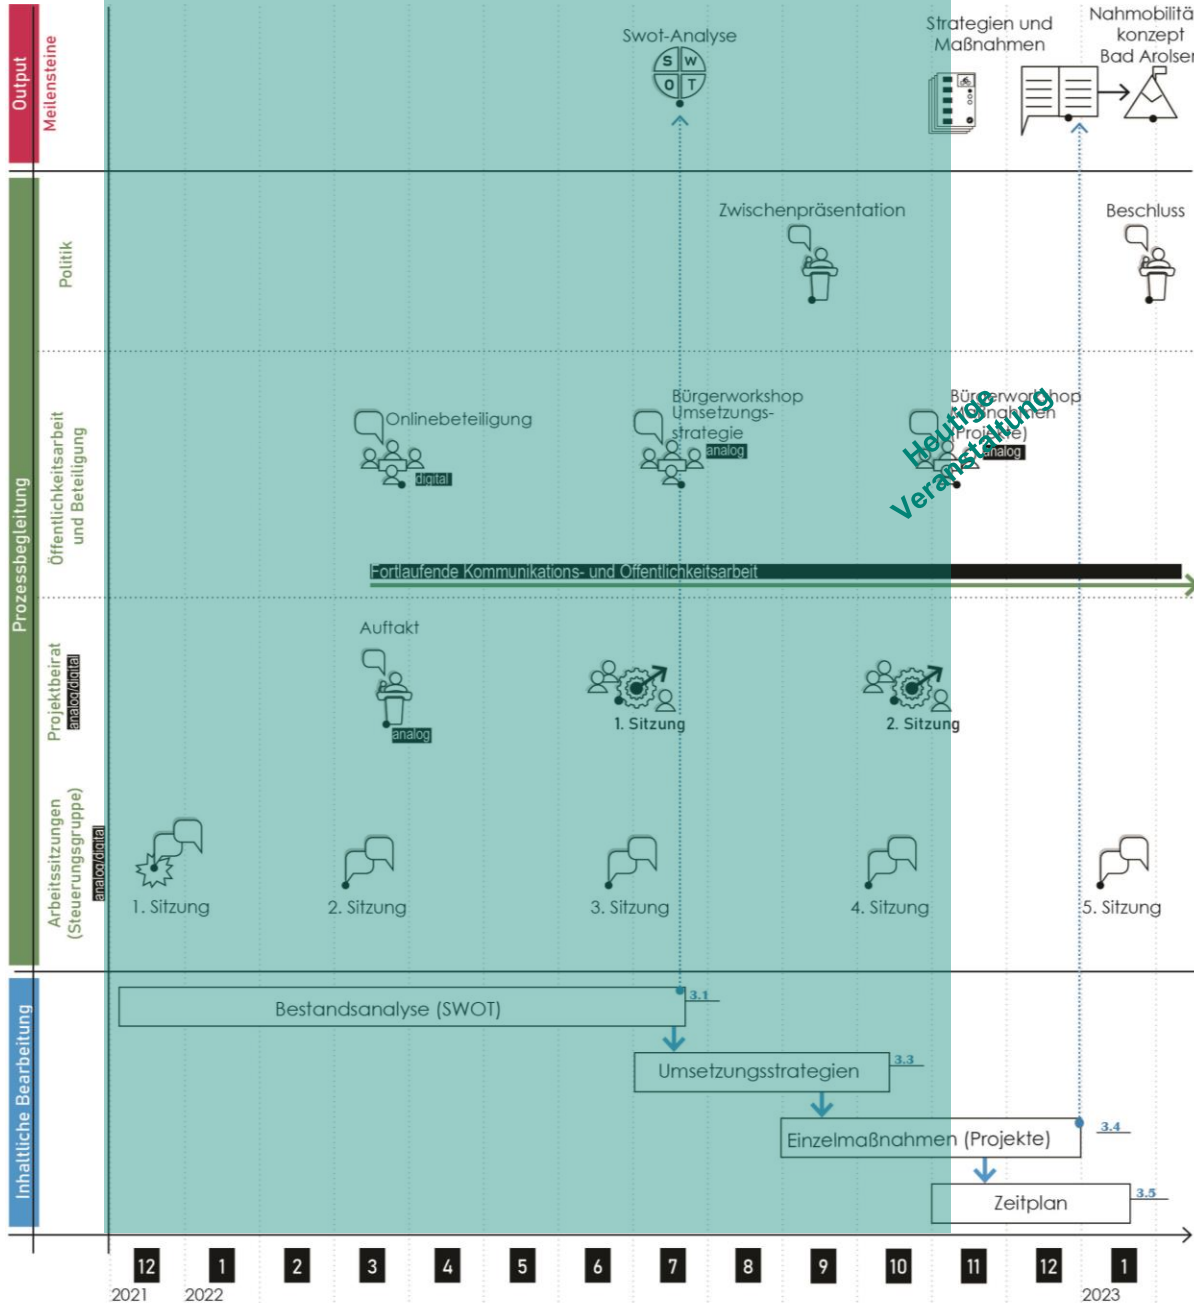 Output
Meilensteine
Swot-Analyse
S W
O T
Strategien und
Maßnahmen
Nahmobilitä
konzept
Bad Arolsen
Prozessbegleitung
Politik
Zwischenpräsentation
Beschluss
Öffentlichkeitsarbeit
und Beteiligung
Onlinebeteiligung
digital
Bürgerworkshop
Umsetzungs-
strategie
analog
Bürgerworkshop
Maßnahmen
(Projekte)
analog
Heutige
Veranstaltung
Fortlaufende Kommunikations- und Offentlichkeitsarbeit
Projektbeirat
analog/digital
Auftakt
analog
1. Sitzung
2. Sitzung
Arbeitssitzungen
(Steuerungsgruppe)
analog/digital
1. Sitzung
2. Sitzung
3. Sitzung
4. Sitzung
5. Sitzung
Inhaltliche Bearbeitung
Bestandsanalyse (SWOT)
3.1
Umsetzungsstrategien
3.3
Einzelmaßnahmen (Projekte)
3.4
Zeitplan
3.5
12 1 2 3 4 5 6 7 8 9 10 11 12 1
2021 2022 2023